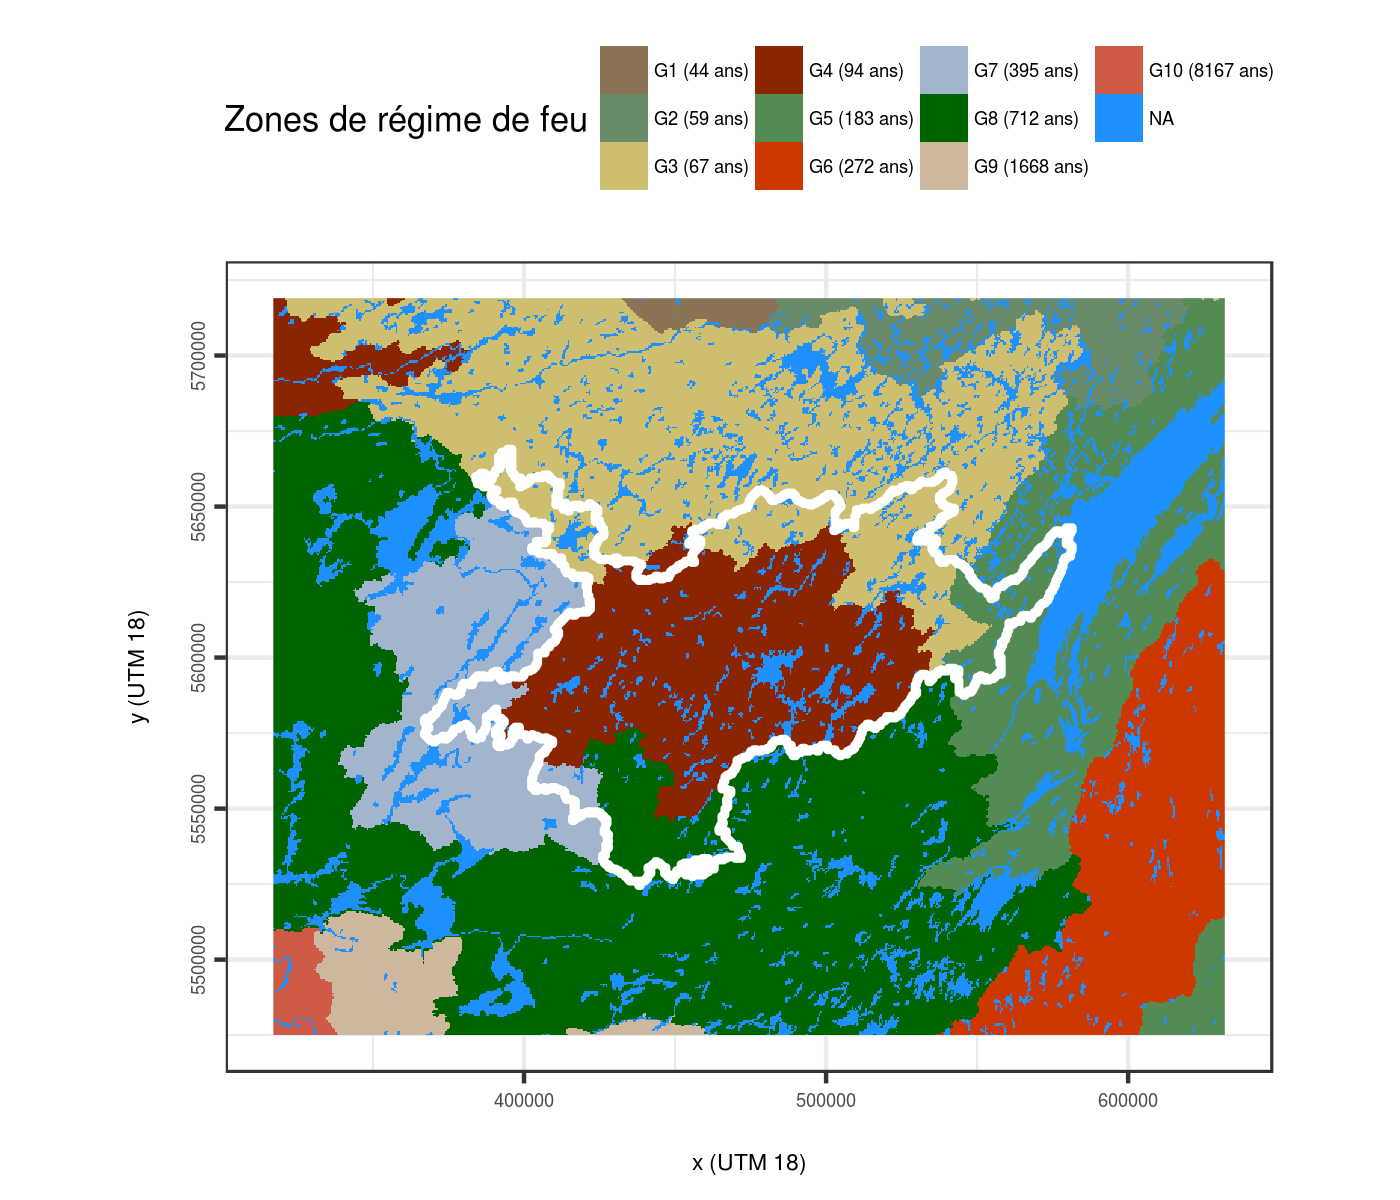 Zones de régime de feu
G1 (44 ans)
G2 (59 ans)
G3 (67 ans)
G4 (94 ans)
G5 (183 ans)
G6 (272 ans)
G7 (395 ans)
G8 (712 ans)
G9 (1668 ans)
G10 (8167 ans)
NA
y (UTM 18)
5700000
5650000
5600000
5550000
5500000
400000
500000
600000
x (UTM 18)